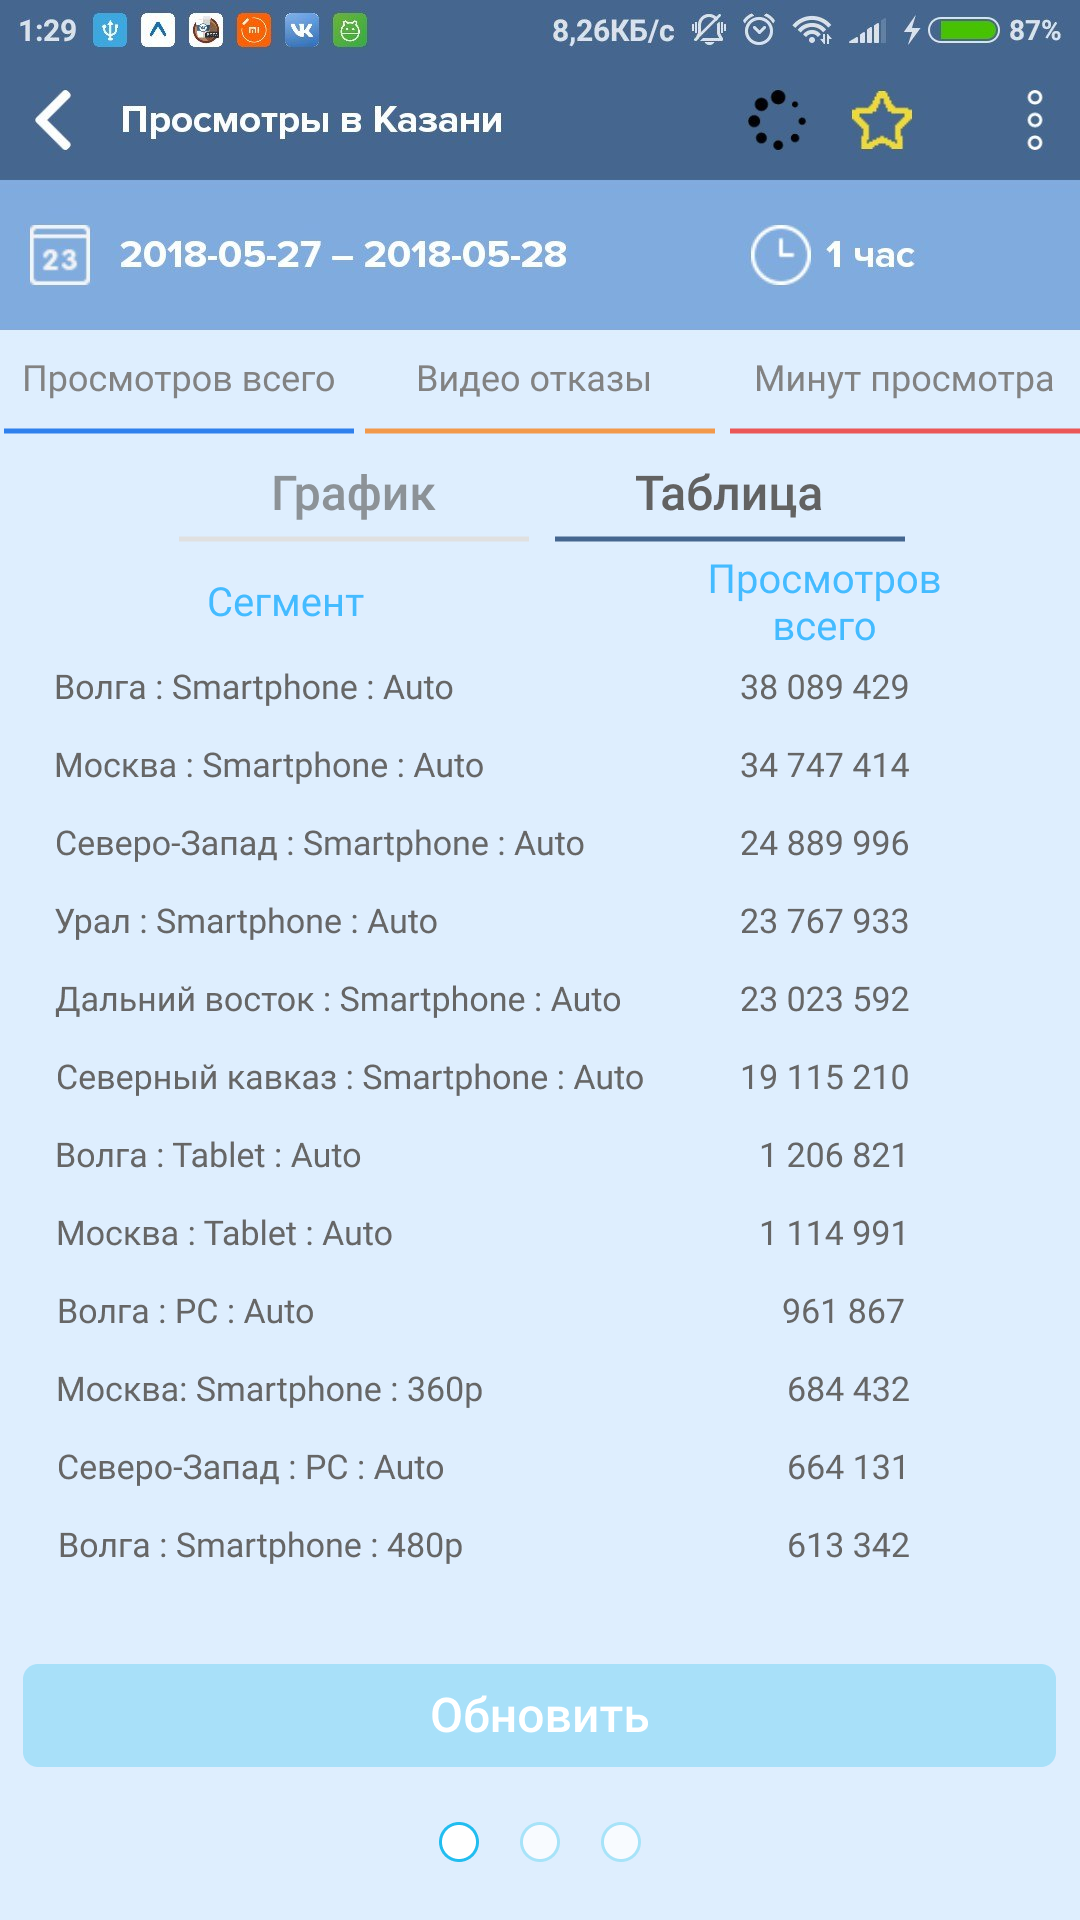 1:29 8,26КБ/с 87%
Просмотры в Казани
23 2018-05-27 – 2018-05-28 1 час
Просмотров всего Видео отказы Минут просмотра
График Таблица
Сегмент Просмотров всего
Волга : Smartphone : Auto 38 089 429
Москва : Smartphone : Auto 34 747 414
Северо-Запад : Smartphone : Auto 24 889 996
Урал : Smartphone : Auto 23 767 933
Дальний восток : Smartphone : Auto 23 023 592
Северный кавказ : Smartphone : Auto 19 115 210
Волга : Tablet : Auto 1 206 821
Москва : Tablet : Auto 1 114 991
Волга : PC : Auto 961 867
Москва: Smartphone : 360p 684 432
Северо-Запад : PC : Auto 664 131
Волга : Smartphone : 480p 613 342
Обновить